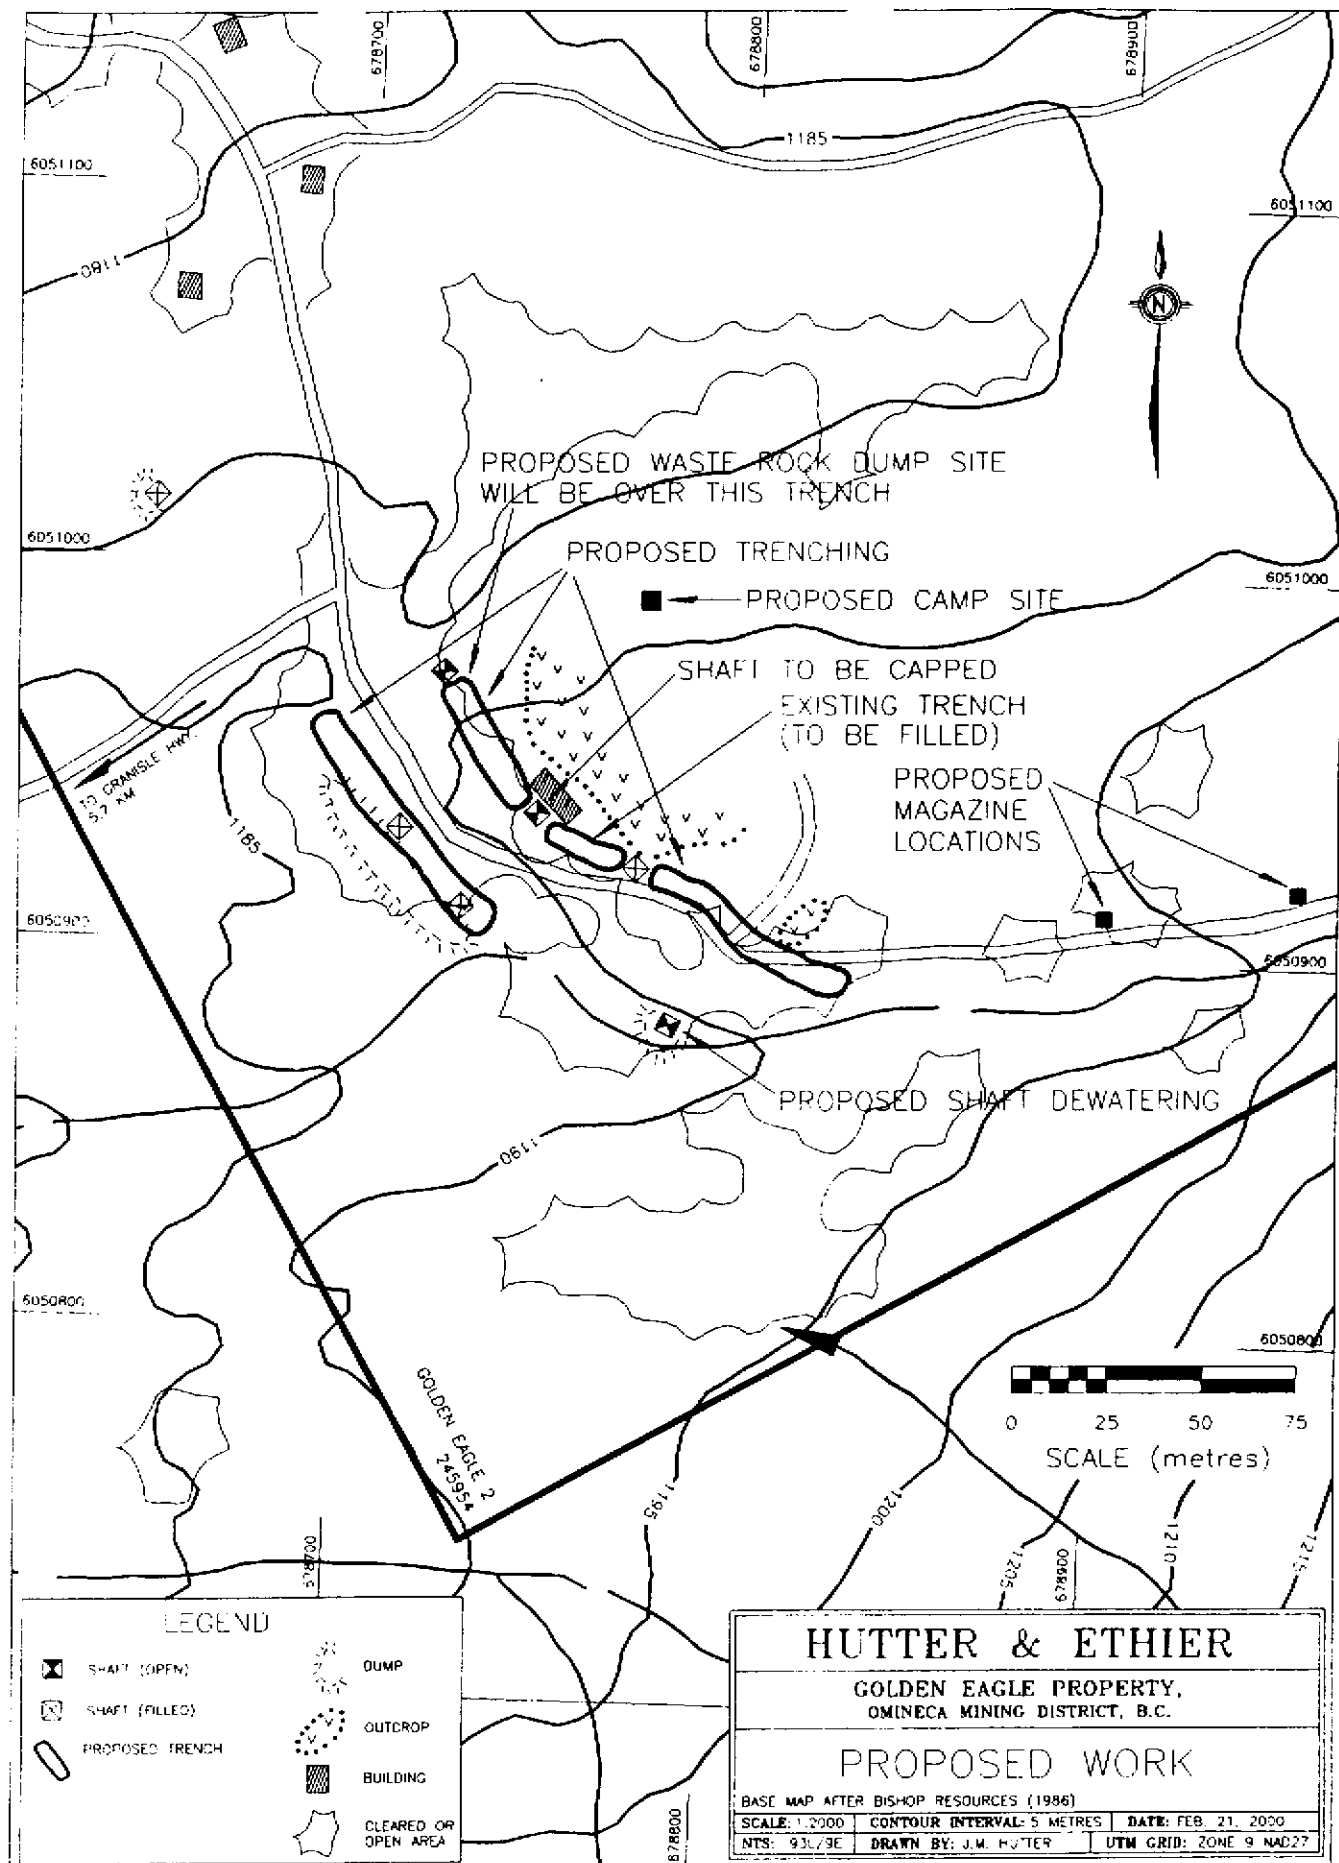 678700
678800
678900
1185
6051100
6051100
1180
PROPOSED WASTE ROCK DUMP SITE
WILL BE OVER THIS TRENCH
6051000
PROPOSED TRENCHING
6051000
PROPOSED CAMP SITE
SHAFT TO BE CAPPED
EXISTING TRENCH
(TO BE FILLED)
PROPOSED
MAGAZINE
LOCATIONS
TO GRANISLE HWY.
5.7 KM
1185
6050900
6050900
PROPOSED SHAFT DEWATERING
1190
6050800
6050800
GOLDEN EAGLE 2
245954
0 25 50 75
SCALE (metres)
1195
1200
1205
1210
1215
678700
678900
678800
LEGEND
SHAFT (OPEN)
SHAFT (FILLED)
PROPOSED TRENCH
DUMP
OUTCROP
BUILDING
CLEARED OR
OPEN AREA
HUTTER & ETHIER
GOLDEN EAGLE PROPERTY,
OMINECA MINING DISTRICT, B.C.
PROPOSED WORK
BASE MAP AFTER BISHOP RESOURCES (1986)
SCALE: 1:2000 CONTOUR INTERVAL: 5 METRES DATE: FEB. 21, 2000
NTS: 93L/9E DRAWN BY: J.M. HUTTER UTM GRID: ZONE 9 NAD27